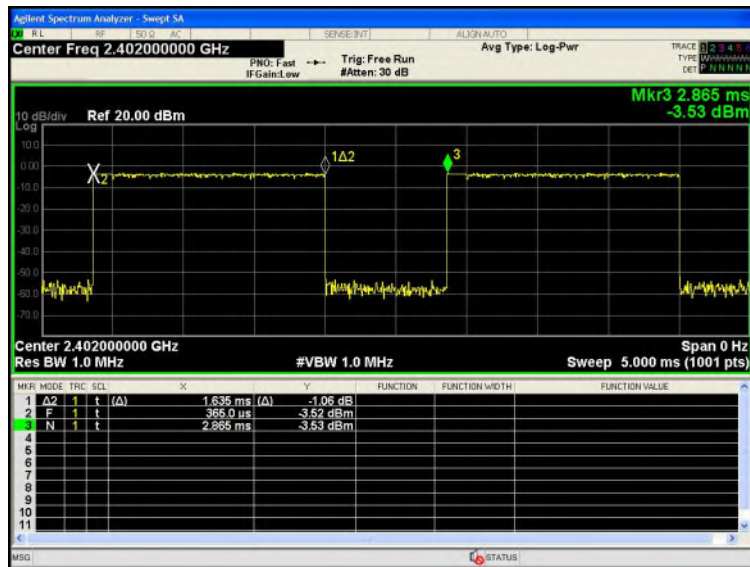 Agilent Spectrum Analyzer - Swept SA
RL RF 50 Ω AC SENSE:INT ALIGN AUTO
Center Freq 2.402000000 GHz
PNO: Fast
IFGain:Low
Trig: Free Run
#Atten: 30 dB
Avg Type: Log-Pwr
TRACE 1 2 3 4 5 6
TYPE
DET P N N N N N
Mkr3 2.865 ms
-3.53 dBm
10 dB/div Ref 20.00 dBm
Log
10.0
0.00
-10.0
-20.0
-30.0
-40.0
-50.0
-60.0
-70.0
2
1Δ2
3
Center 2.402000000 GHz Span 0 Hz
Res BW 1.0 MHz #VBW 1.0 MHz Sweep 5.000 ms (1001 pts)
MKR MODE TRC SCL X Y FUNCTION FUNCTION WIDTH FUNCTION VALUE
1 Δ2 1 t (Δ) 1.635 ms (Δ) -1.06 dB
2 F 1 t 365.0 µs -3.52 dBm
3 N 1 t 2.865 ms -3.53 dBm
4
5
6
7
8
9
10
11
MSG STATUS